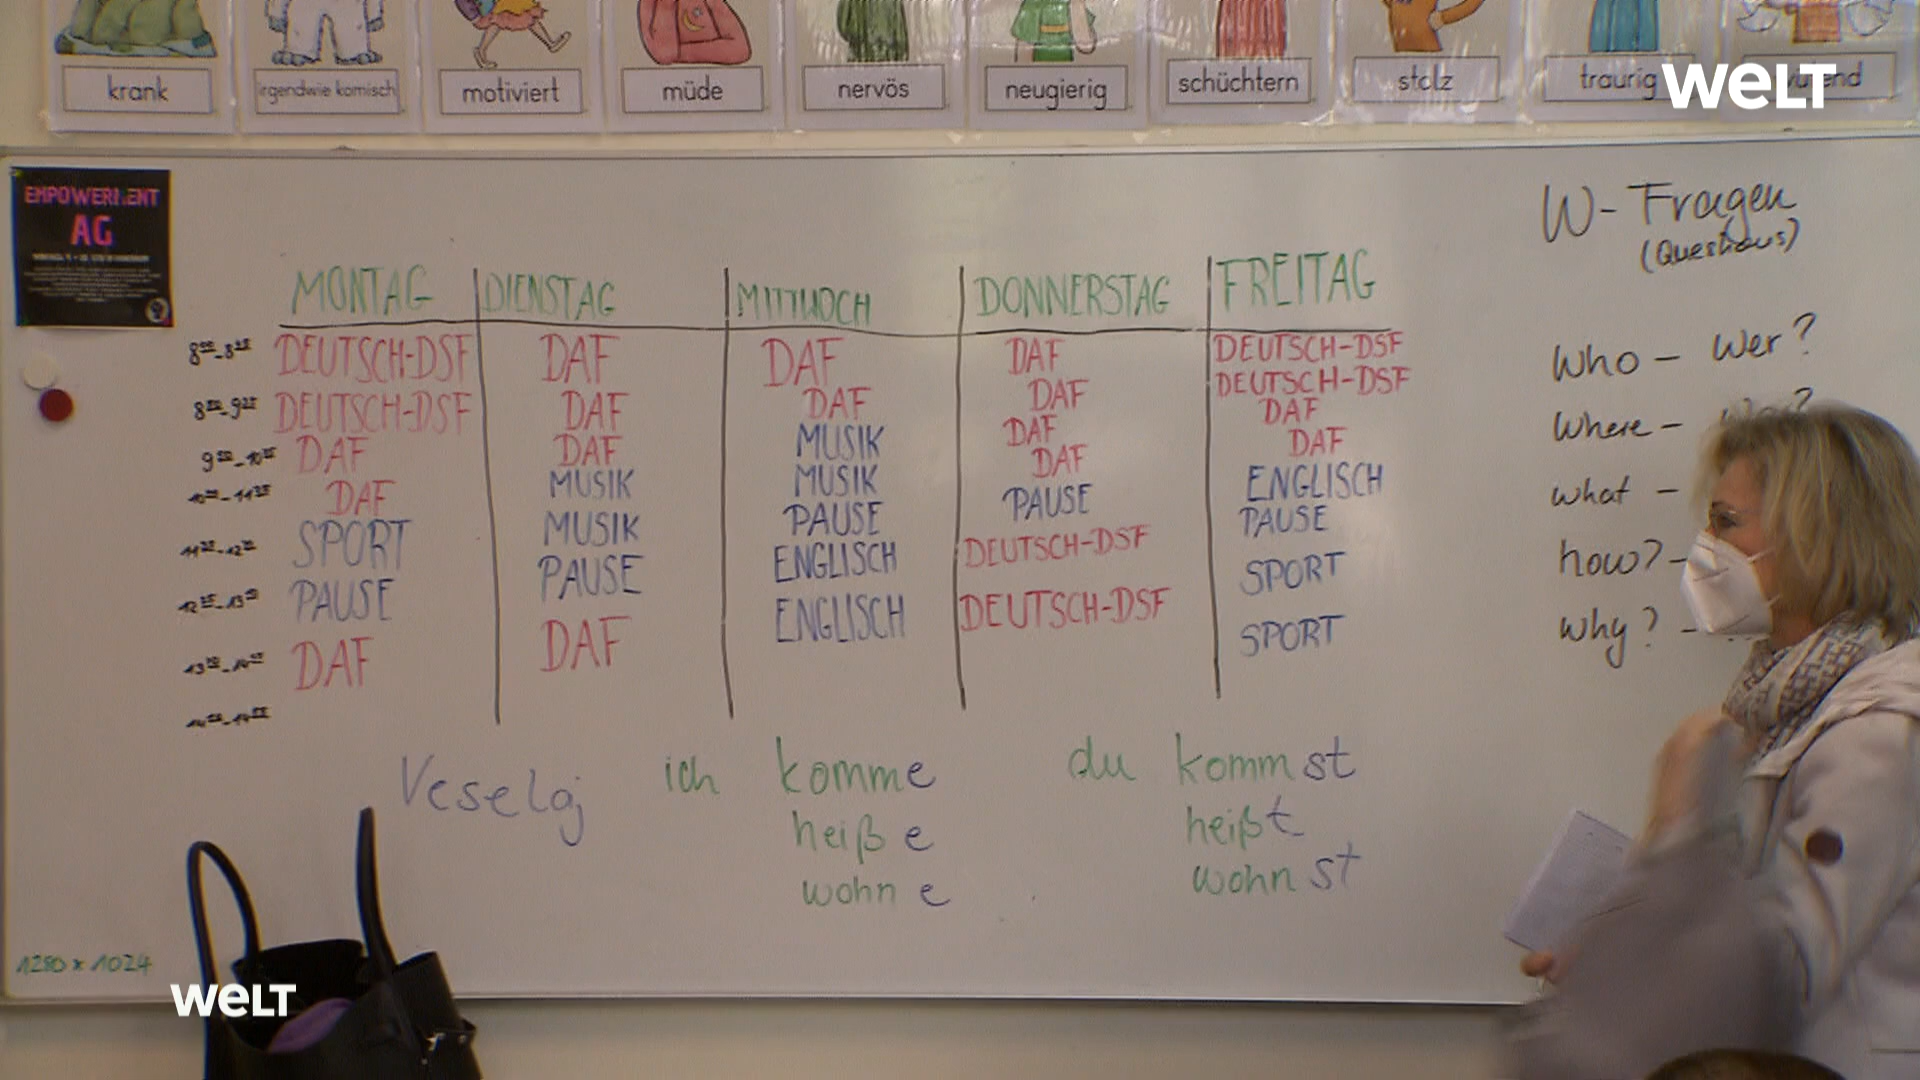 krank irgendwie komisch motiviert müde nervös neugierig schüchtern stolz traurig
WELT
EMPOWERMENT
AG
W- Fragen
(Questions)
MONTAG DIENSTAG MITTWOCH DONNERSTAG FREITAG
DEUTSCH-DSF DAF DAF DAF DEUTSCH-DSF
DEUTSCH-DSF
DEUTSCH-DSF DAF DAF DAF DAF
DAF DAF MUSIK DAF DAF
DAF MUSIK MUSIK DAF ENGLISCH
SPORT MUSIK PAUSE PAUSE PAUSE
PAUSE PAUSE ENGLISCH DEUTSCH-DSF SPORT
DAF DAF ENGLISCH DEUTSCH-DSF SPORT
Who - Wer?
Where -
what -
how? -
why? -
Veselaj ich komme du kommst
heiße heißt
wohne wohnst
1280 x 1024
WELT